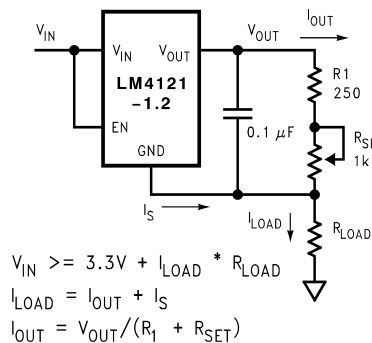 V_IN
V_IN
V_OUT
LM4121
-1.2
EN
GND
V_OUT
I_OUT
R1
250
0.1 μF
1k
I_S
I_LOAD
R_LOAD
V_IN >= 3.3V + I_LOAD * R_LOAD
I_LOAD = I_OUT + I_S
I_OUT = V_OUT/(R_1 + R_SET)